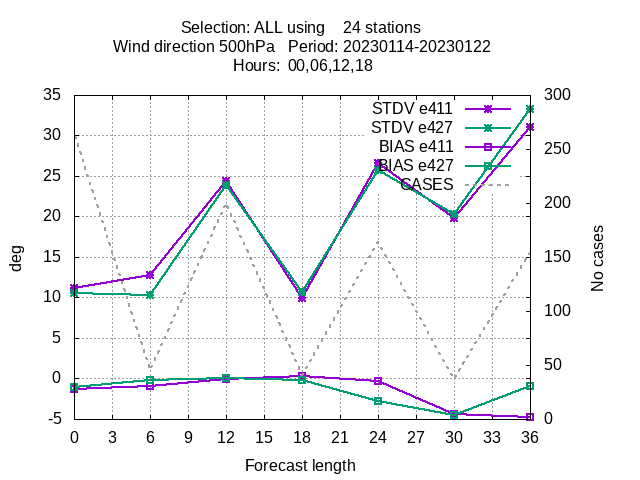 Selection: ALL using    24 stations
Wind direction 500hPa   Period: 20230114-20230122
Hours:  00,06,12,18
35 300
30 250
25 200
20 150
15 100
10 50
5 0
0
-5
STDV e411
STDV e427
BIAS e411
BIAS e427
CASES
deg
No cases
0 3 6 9 12 15 18 21 24 27 30 33 36
Forecast length